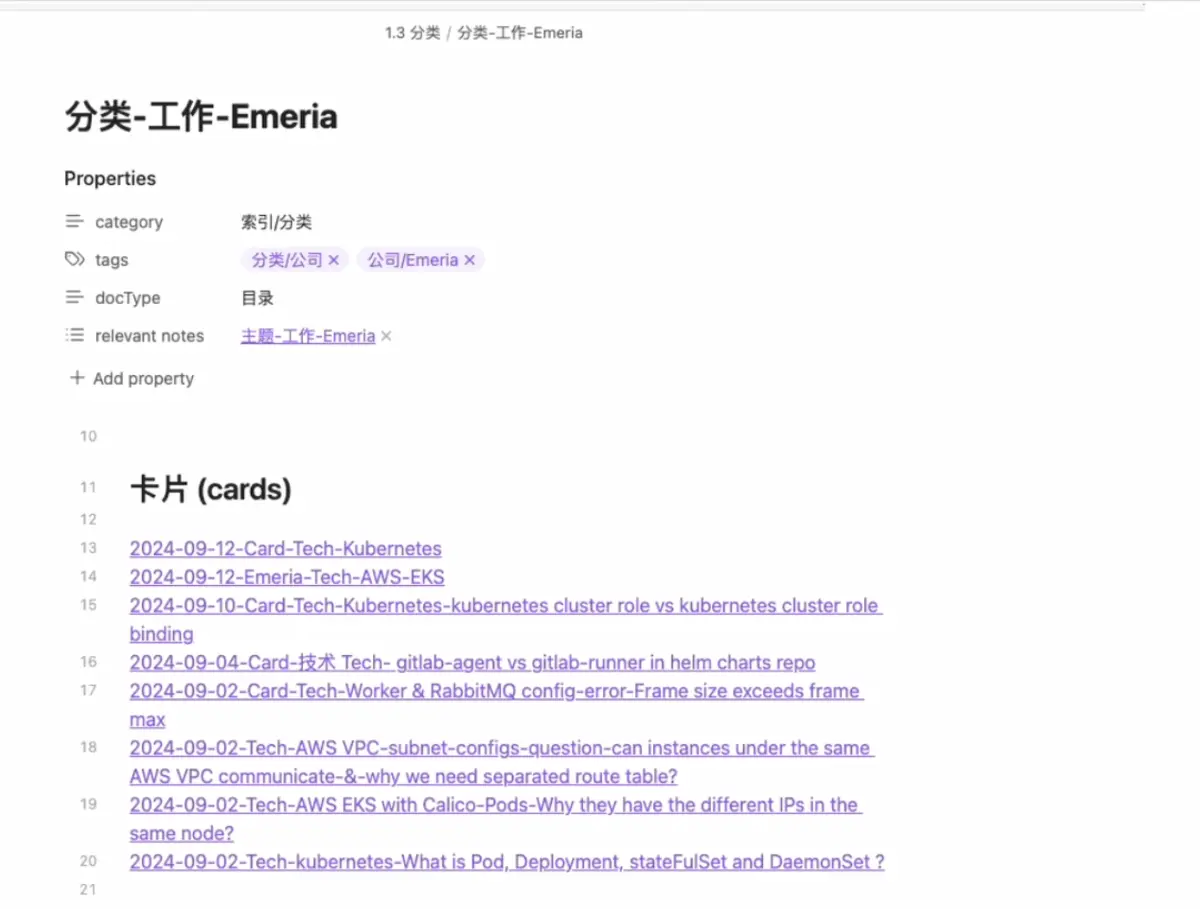 1.3 分类 / 分类-工作-Emeria
分类-工作-Emeria
Properties
category 索引/分类
tags 分类/公司 × 公司/Emeria ×
docType 目录
relevant notes 主题-工作-Emeria ×
+ Add property
10
11 卡片 (cards)
12
13 2024-09-12-Card-Tech-Kubernetes
14 2024-09-12-Emeria-Tech-AWS-EKS
15 2024-09-10-Card-Tech-Kubernetes-kubernetes cluster role vs kubernetes cluster role
binding
16 2024-09-04-Card-技术 Tech- gitlab-agent vs gitlab-runner in helm charts repo
17 2024-09-02-Card-Tech-Worker & RabbitMQ config-error-Frame size exceeds frame
max
18 2024-09-02-Tech-AWS VPC-subnet-configs-question-can instances under the same
AWS VPC communicate-&-why we need separated route table?
19 2024-09-02-Tech-AWS EKS with Calico-Pods-Why they have the different IPs in the
same node?
20 2024-09-02-Tech-kubernetes-What is Pod, Deployment, stateFulSet and DaemonSet ?
21